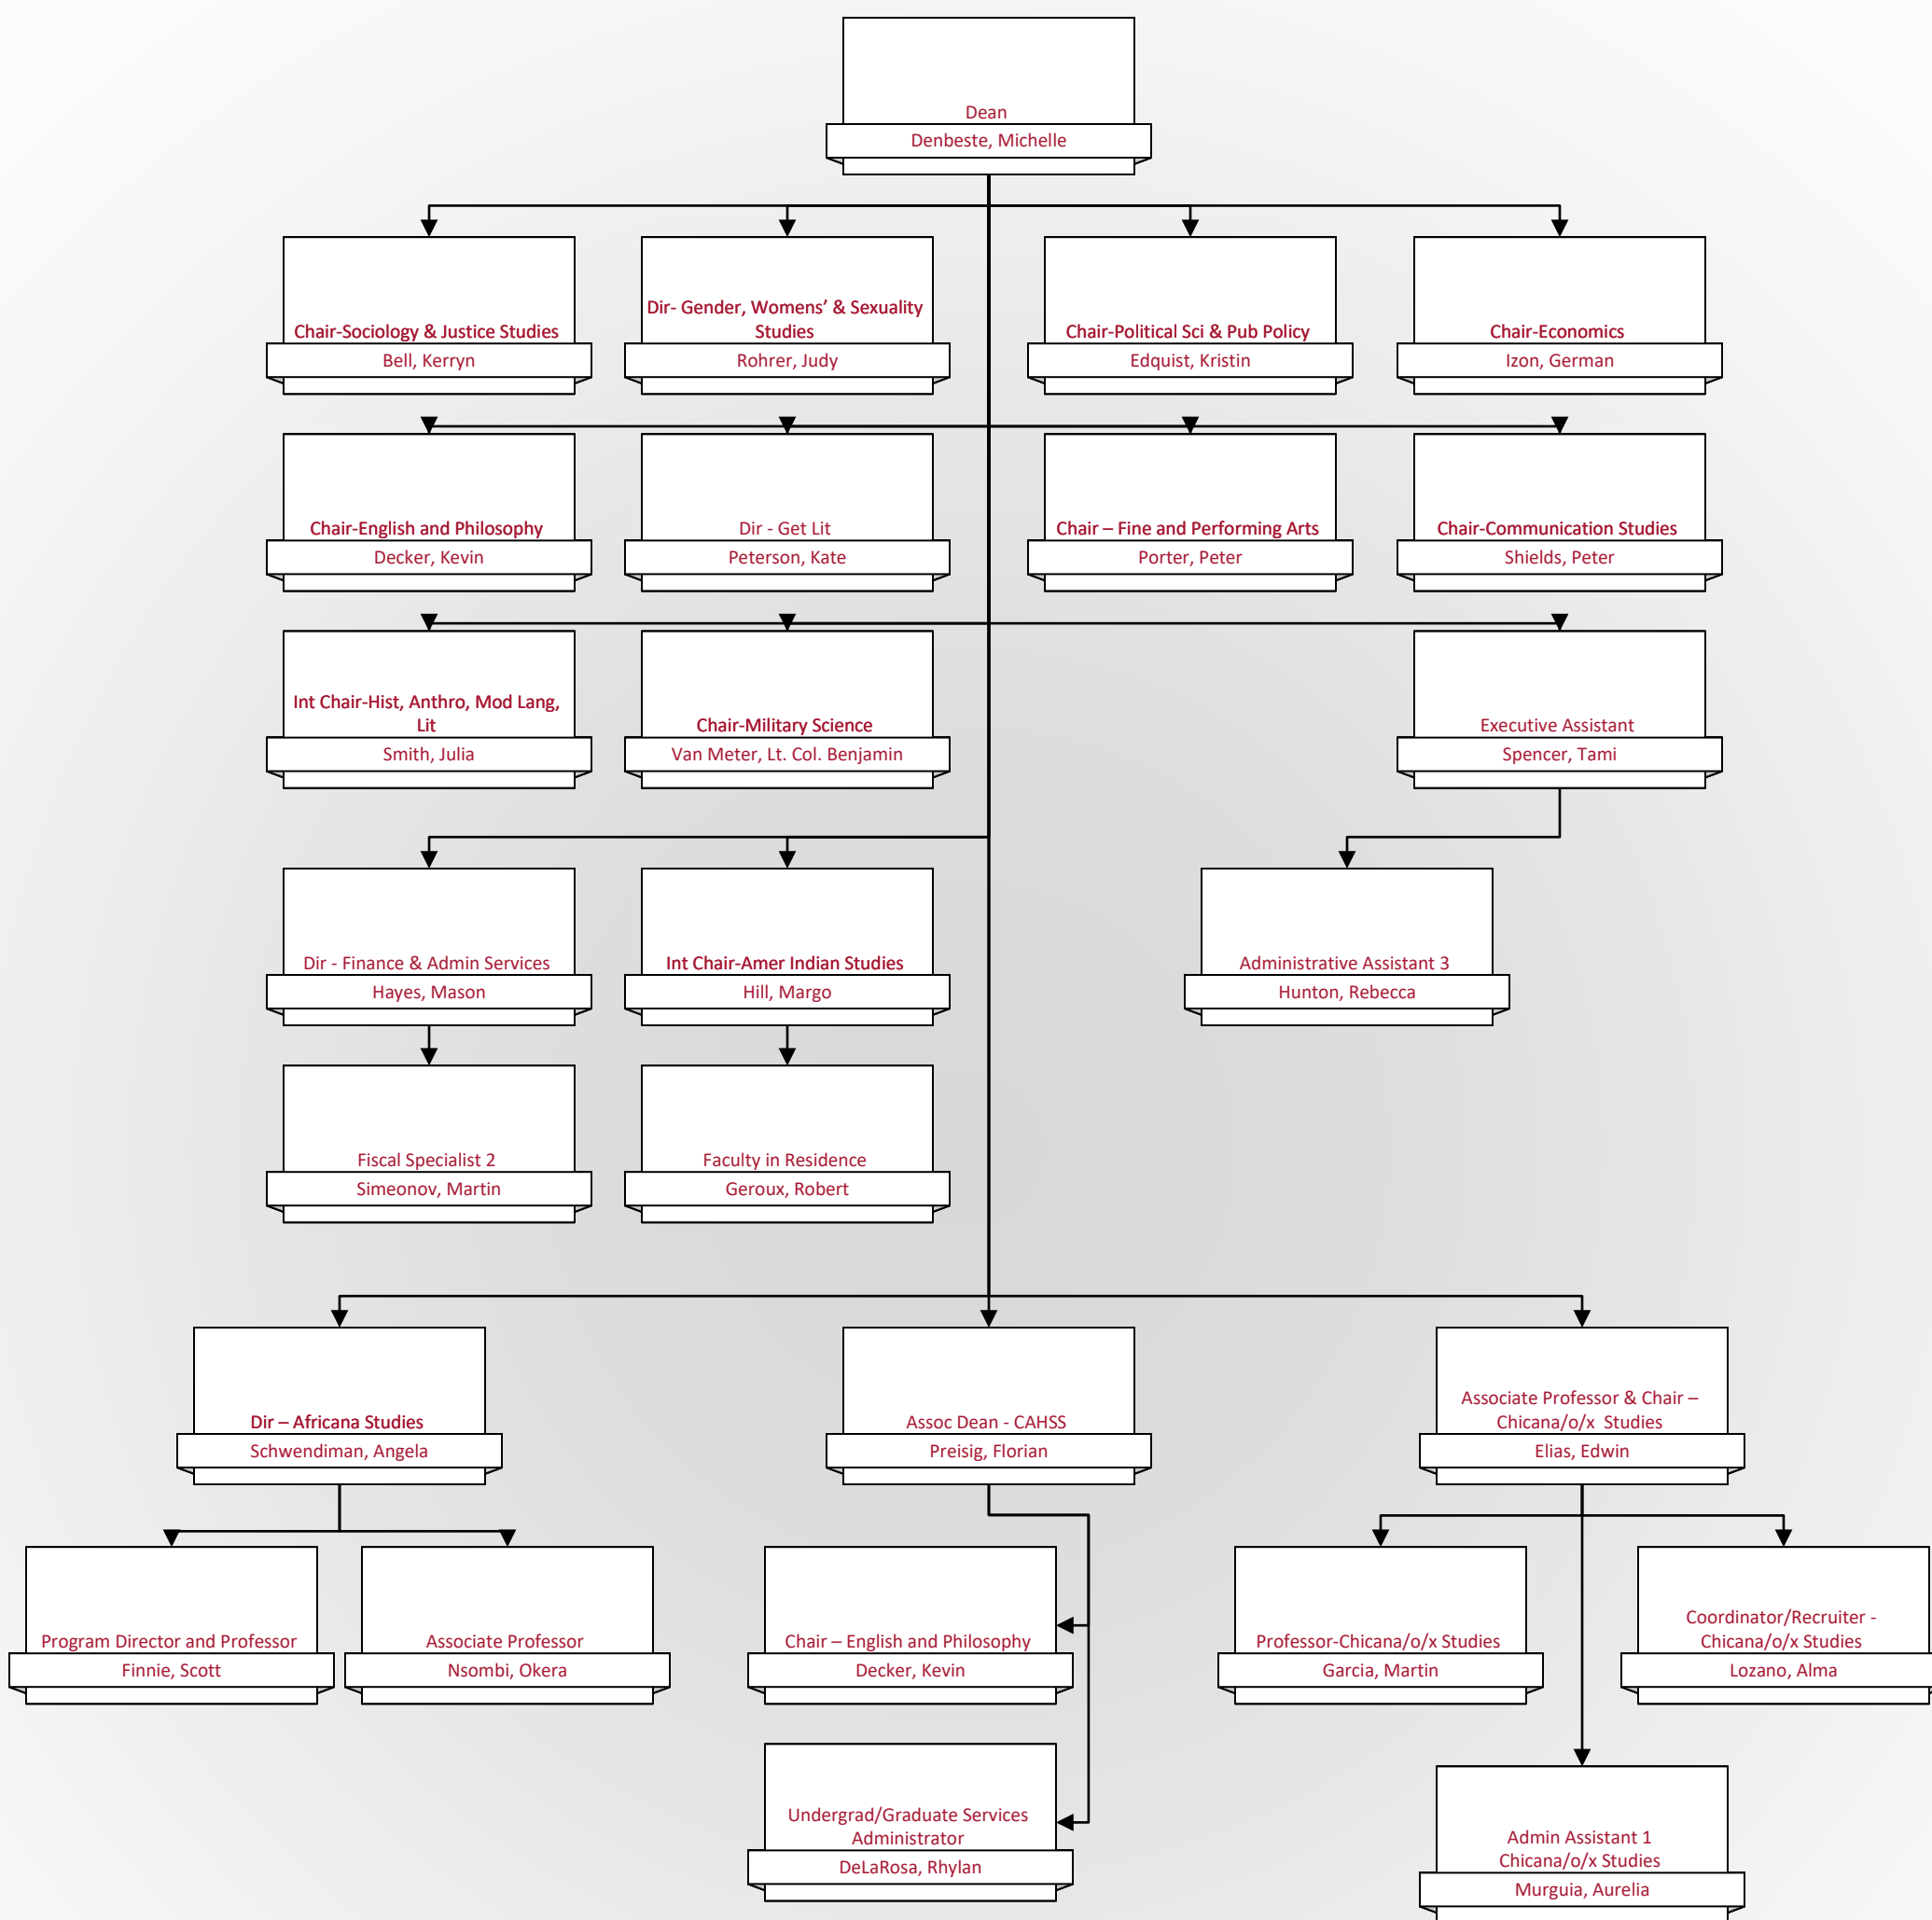 Dean
Denbeste, Michelle
Chair-Sociology & Justice Studies
Bell, Kerryn
Dir- Gender, Womens’ & Sexuality
Studies
Rohrer, Judy
Chair-Political Sci & Pub Policy
Edquist, Kristin
Chair-Economics
Izon, German
Chair-English and Philosophy
Decker, Kevin
Dir - Get Lit
Peterson, Kate
Chair – Fine and Performing Arts
Porter, Peter
Chair-Communication Studies
Shields, Peter
Int Chair-Hist, Anthro, Mod Lang,
Lit
Smith, Julia
Chair-Military Science
Van Meter, Lt. Col. Benjamin
Executive Assistant
Spencer, Tami
Dir - Finance & Admin Services
Hayes, Mason
Int Chair-Amer Indian Studies
Hill, Margo
Administrative Assistant 3
Hunton, Rebecca
Fiscal Specialist 2
Simeonov, Martin
Faculty in Residence
Geroux, Robert
Dir – Africana Studies
Schwendiman, Angela
Assoc Dean - CAHSS
Preisig, Florian
Associate Professor & Chair –
Chicana/o/x Studies
Elias, Edwin
Program Director and Professor
Finnie, Scott
Associate Professor
Nsombi, Okera
Chair – English and Philosophy
Decker, Kevin
Professor-Chicana/o/x Studies
Garcia, Martin
Coordinator/Recruiter -
Chicana/o/x Studies
Lozano, Alma
Undergrad/Graduate Services
Administrator
DeLaRosa, Rhylan
Admin Assistant 1
Chicana/o/x Studies
Murguia, Aurelia